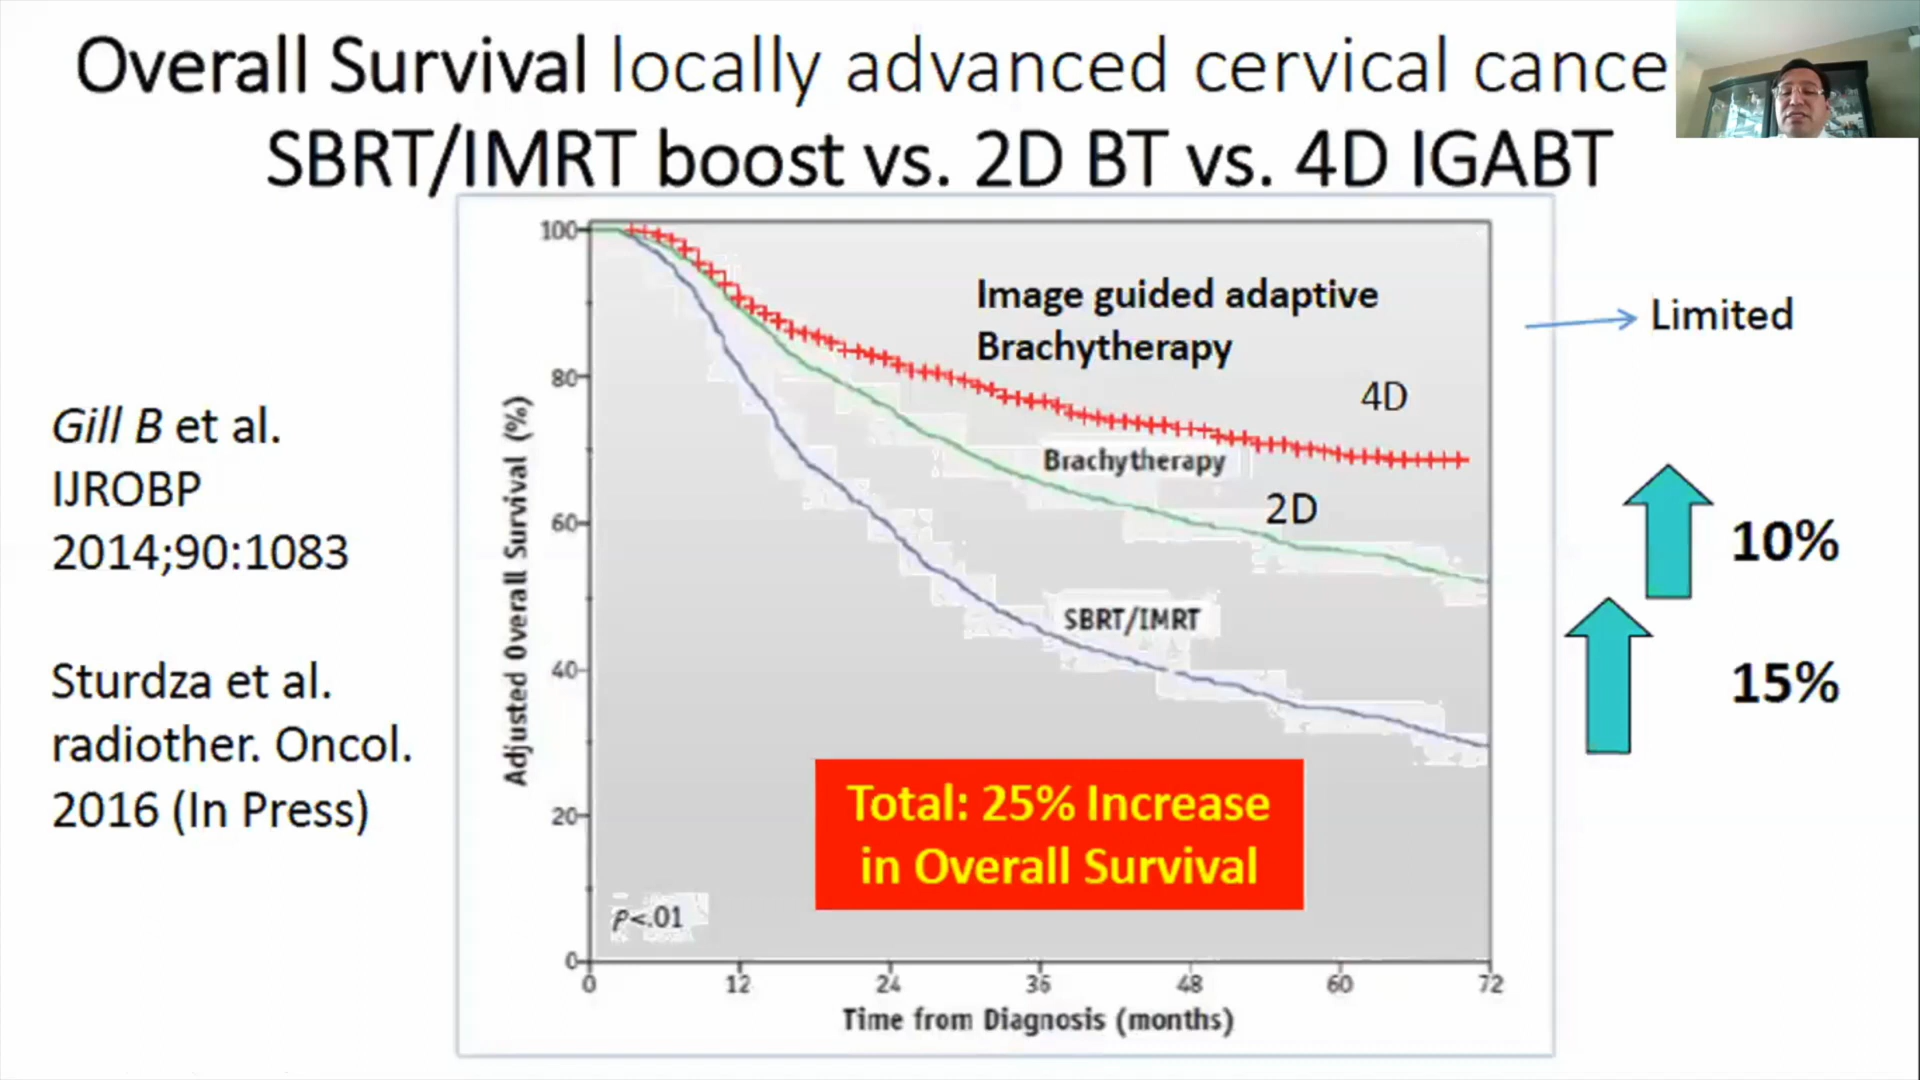 Overall Survival locally advanced cervical cance
SBRT/IMRT boost vs. 2D BT vs. 4D IGABT
Gill B et al.
IJROBP
2014;90:1083
Sturdza et al.
radiother. Oncol.
2016 (In Press)
Adjusted Overall Survival (%)
100
80
60
40
20
0
Image guided adaptive
Brachytherapy
4D
Brachytherapy
2D
SBRT/IMRT
Total: 25% Increase
in Overall Survival
P<.01
0 12 24 36 48 60 72
Time from Diagnosis (months)
Limited
10%
15%